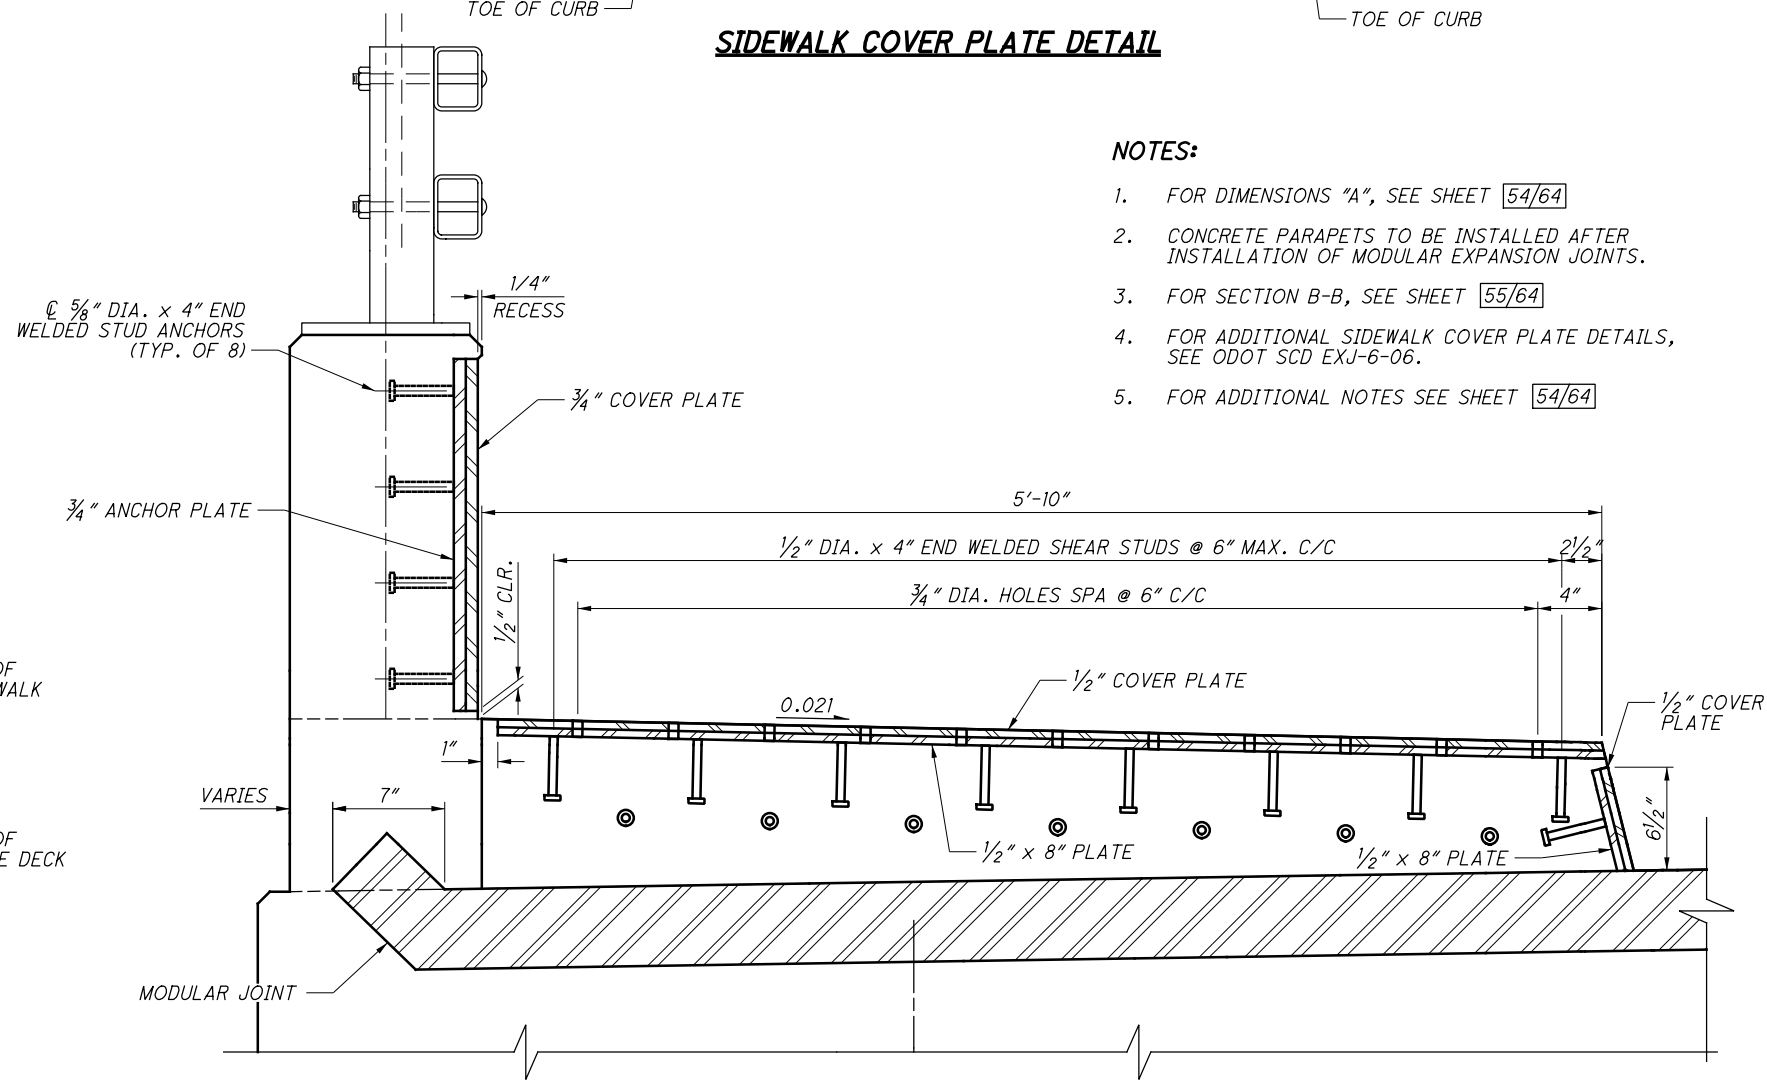 TOE OF CURB
TOE OF CURB
SIDEWALK COVER PLATE DETAIL
NOTES:
1. FOR DIMENSIONS "A", SEE SHEET 54/64
2. CONCRETE PARAPETS TO BE INSTALLED AFTER
INSTALLATION OF MODULAR EXPANSION JOINTS.
3. FOR SECTION B-B, SEE SHEET 55/64
4. FOR ADDITIONAL SIDEWALK COVER PLATE DETAILS,
SEE ODOT SCD EXJ-6-06.
5. FOR ADDITIONAL NOTES SEE SHEET 54/64
1/4"
RECESS
℄ 5/8" DIA. x 4" END
WELDED STUD ANCHORS
(TYP. OF 8)
3/4" COVER PLATE
3/4" ANCHOR PLATE
5'-10"
1/2" DIA. x 4" END WELDED SHEAR STUDS @ 6" MAX. C/C
2 1/2"
3/4" DIA. HOLES SPA @ 6" C/C
4"
1/2" CLR.
OF
WALK
1/2" COVER PLATE
0.021
1/2" COVER
PLATE
1"
VARIES
7"
6 1/2"
OF
E DECK
1/2" x 8" PLATE
1/2" x 8" PLATE
MODULAR JOINT